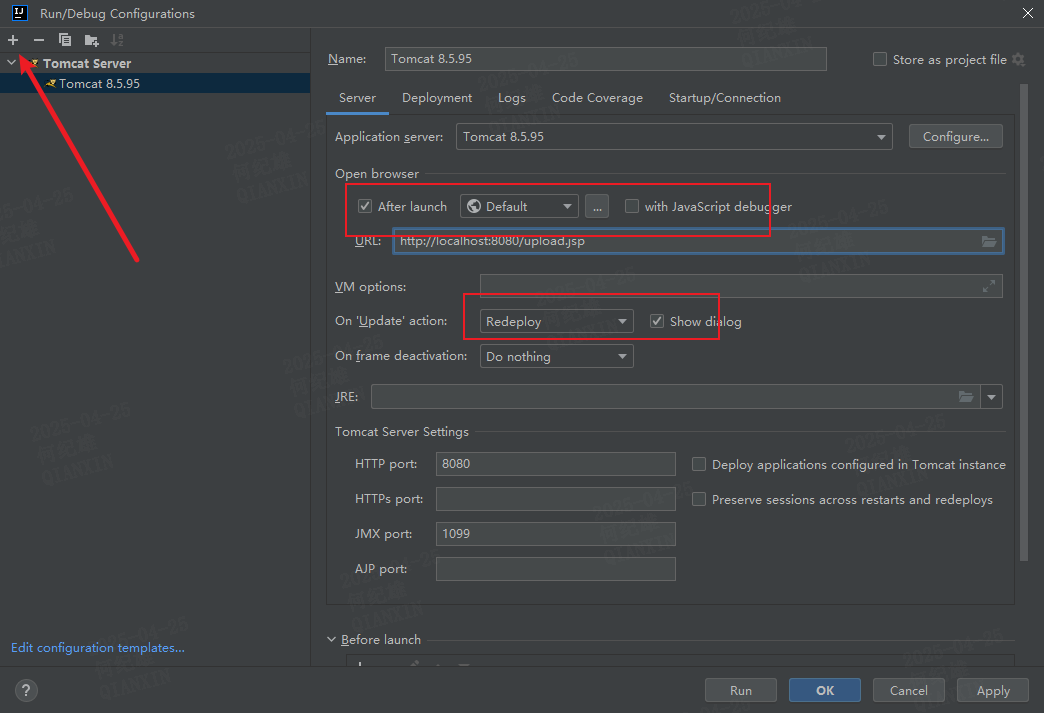 Run/Debug Configurations
Name: Tomcat 8.5.95 Store as project file
Tomcat Server
Tomcat 8.5.95
Server Deployment Logs Code Coverage Startup/Connection
Application server: Tomcat 8.5.95 Configure...
Open browser
After launch Default ... with JavaScript debugger
URL: http://localhost:8080/upload.jsp
VM options:
On 'Update' action: Redeploy Show dialog
On frame deactivation: Do nothing
JRE:
Tomcat Server Settings
HTTP port: 8080 Deploy applications configured in Tomcat instance
HTTPs port: Preserve sessions across restarts and redeploys
JMX port: 1099
AJP port:
Before launch
Edit configuration templates...
? Run OK Cancel Apply
2025-04-25
QIANXIN